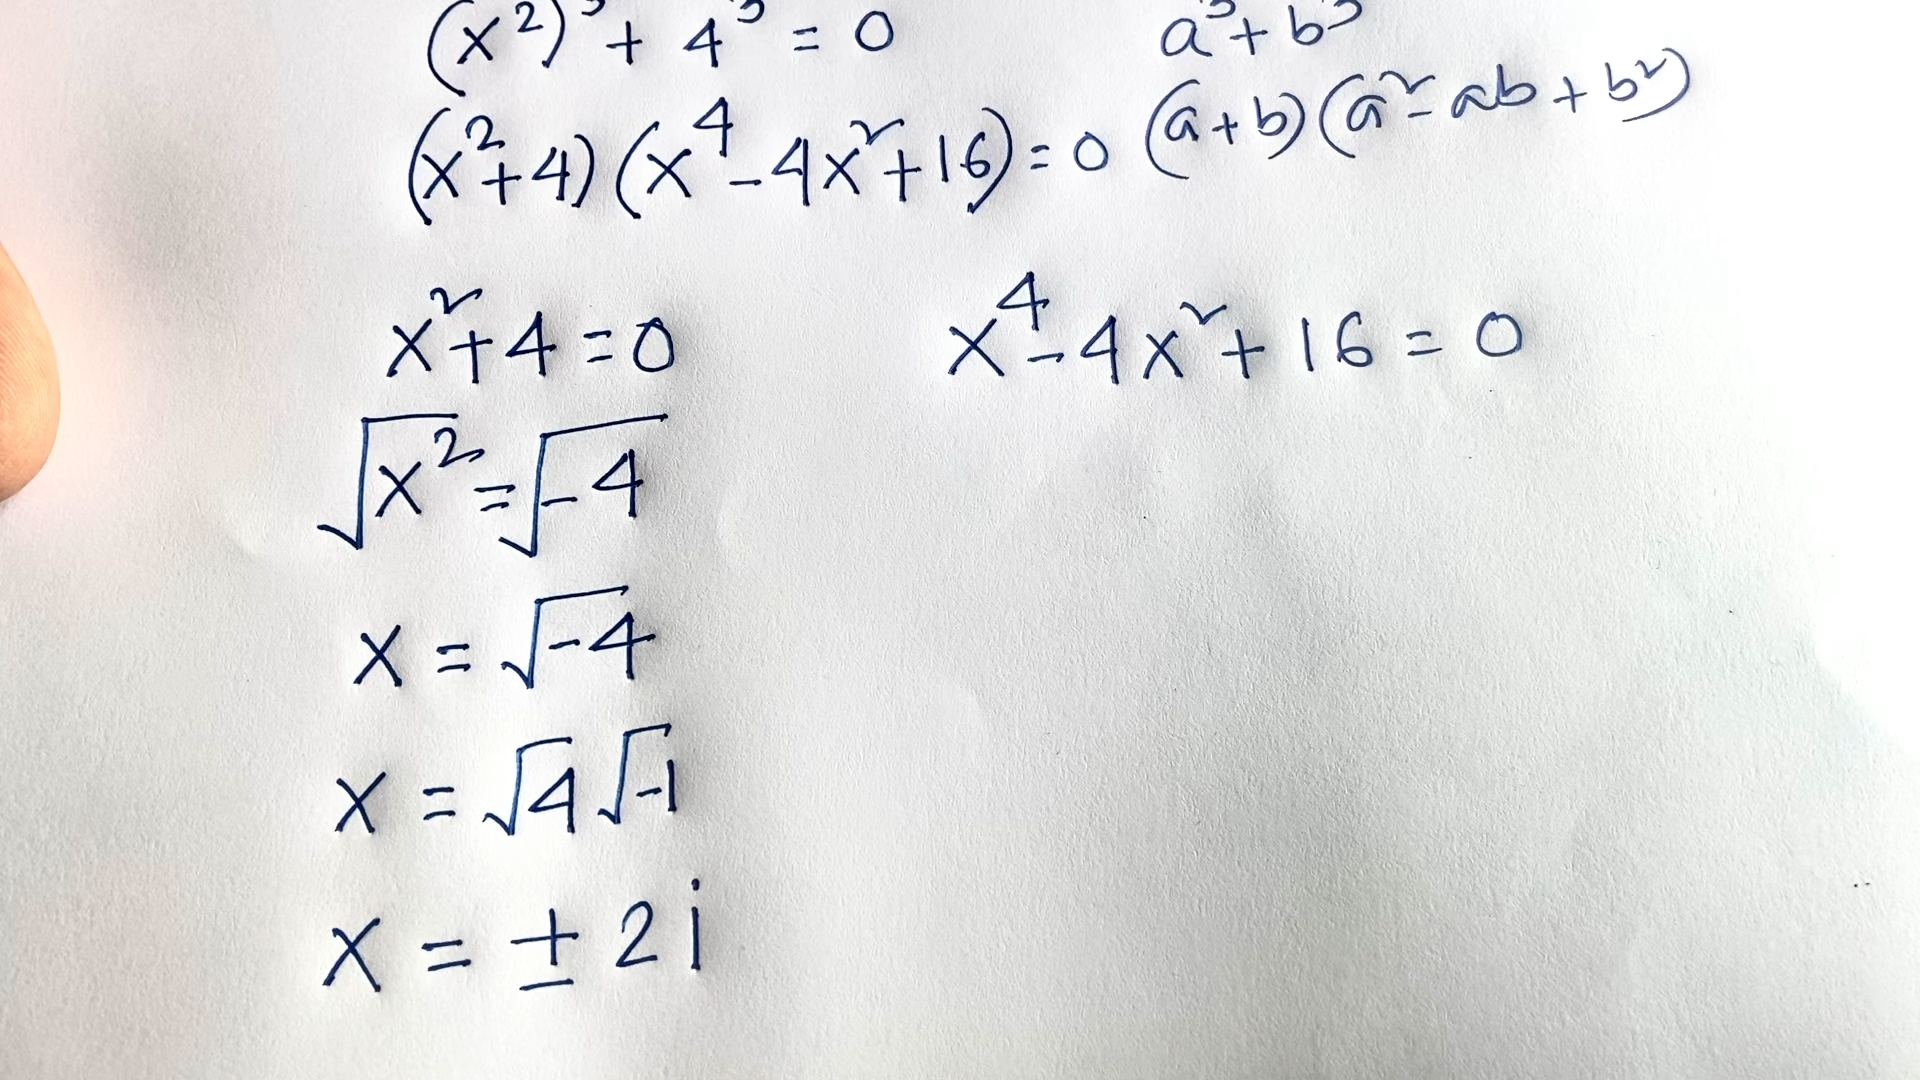 (x²)³ + 4³ = 0
a³ + b³
(x²+4)(x⁴-4x²+16)=0
(a+b)(a²-ab+b²)
x²+4=0
x⁴-4x²+16=0
√x²=√-4
x=√-4
x=√4√-1
x=±2i